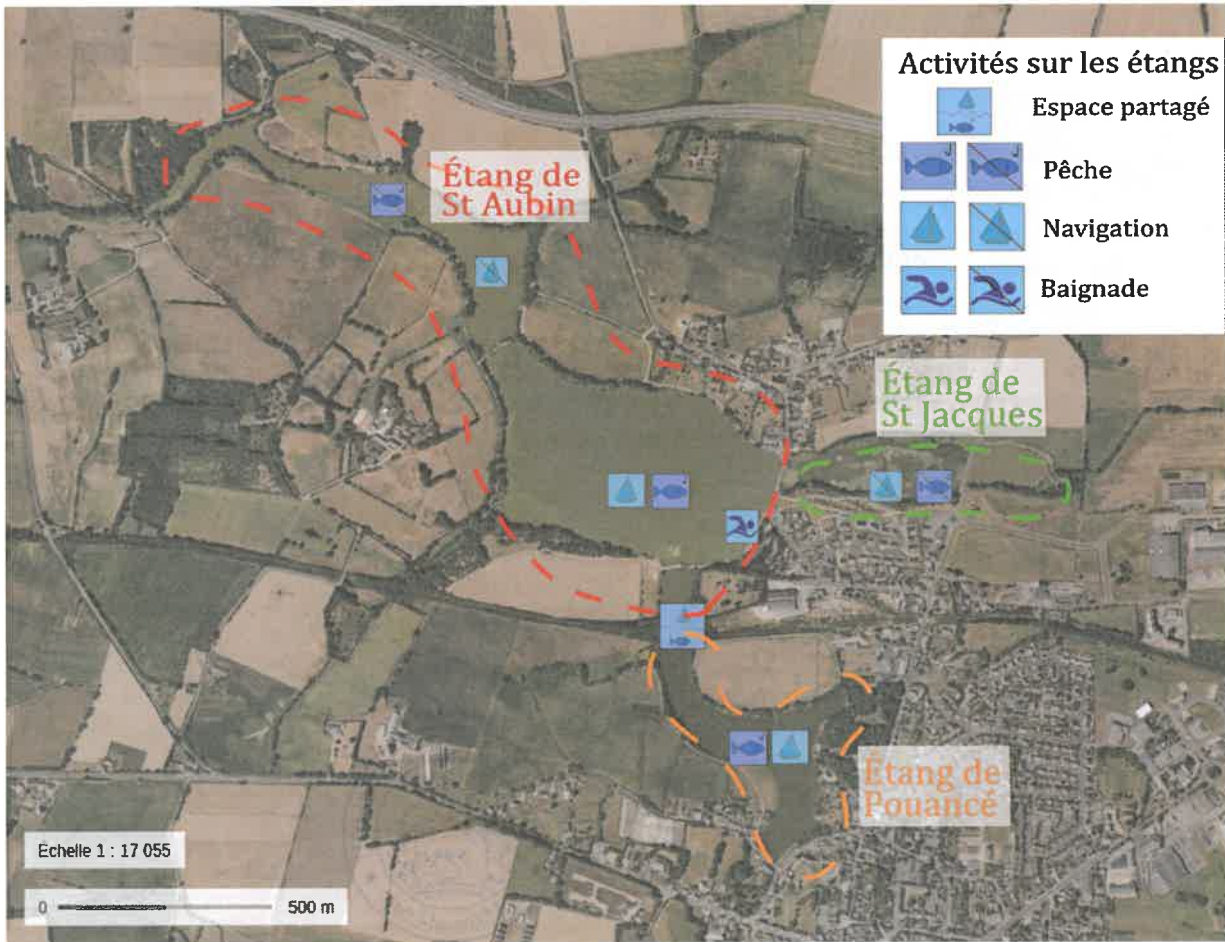 Activités sur les étangs
Espace partagé
Pêche
Navigation
Baignade
Étang de
St Aubin
Étang de
St Jacques
Étang de
Pouancé
Echelle 1 : 17 055
0 500 m